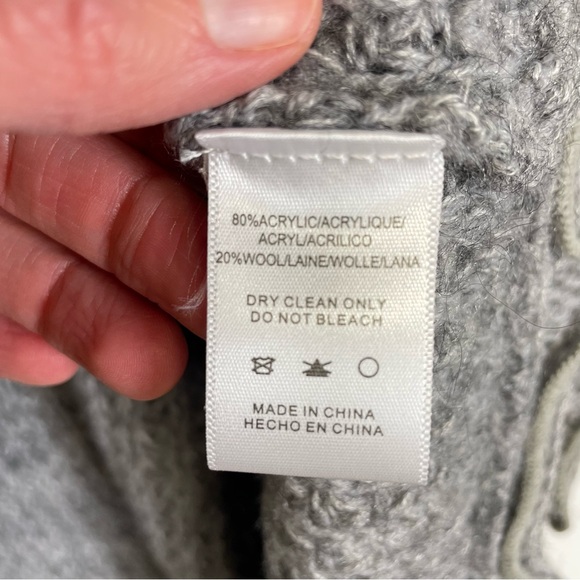 80%ACRYLIC/ACRYLIQUE/
ACRYL/ACRILICO
20%WOOL/LAINE/WOLLE/LANA
DRY CLEAN ONLY
DO NOT BLEACH
MADE IN CHINA
HECHO EN CHINA